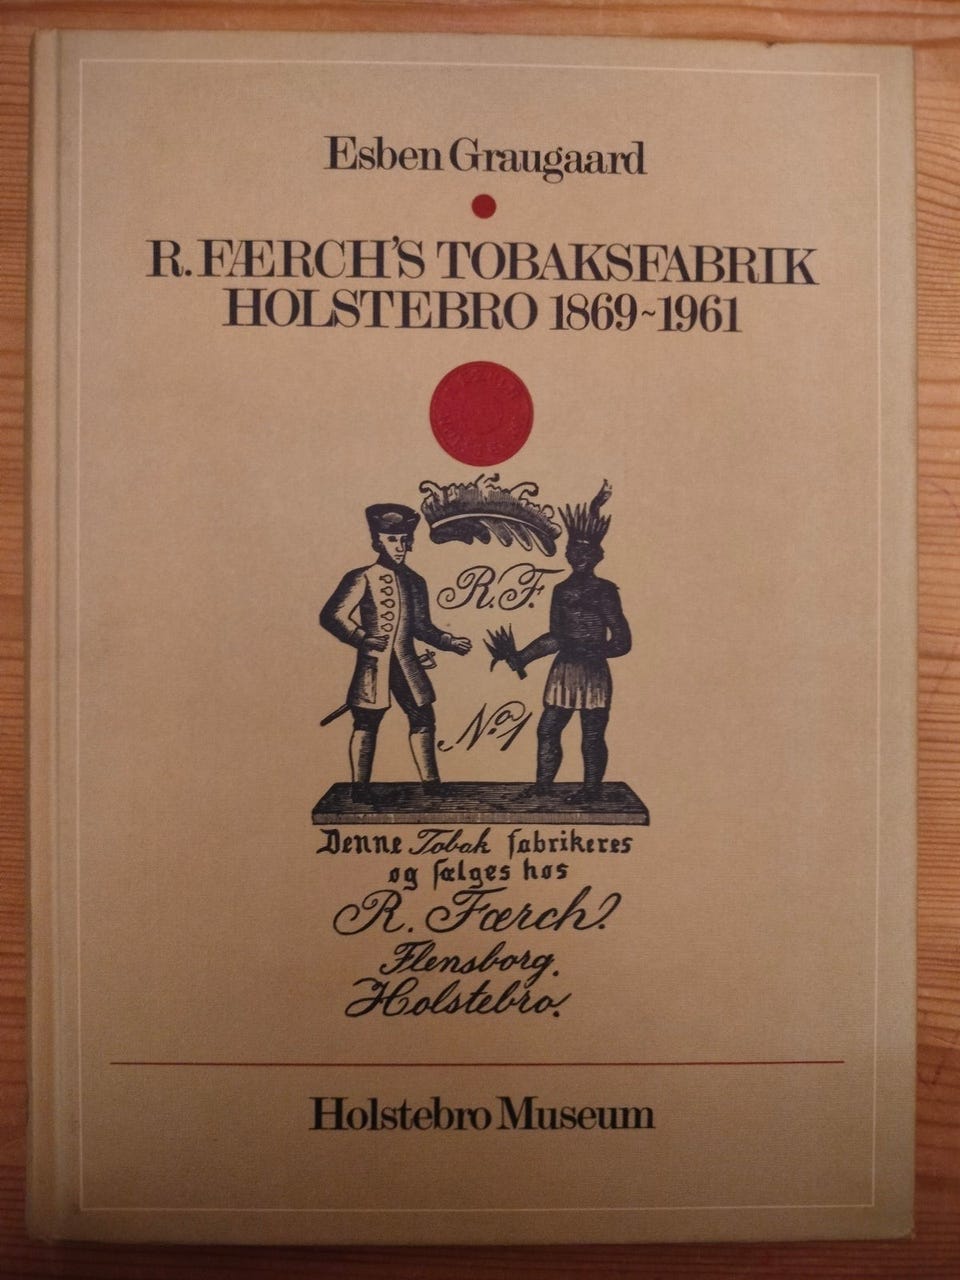 Esben Graugaard
R. FÆRCH'S TOBAKSFABRIK
HOLSTEBRO 1869~1961
R. F.
No. 1
Denne Tobak fabrikeres
og sælges hos
R. Færch.
Flensborg.
Holstebro.
Holstebro Museum